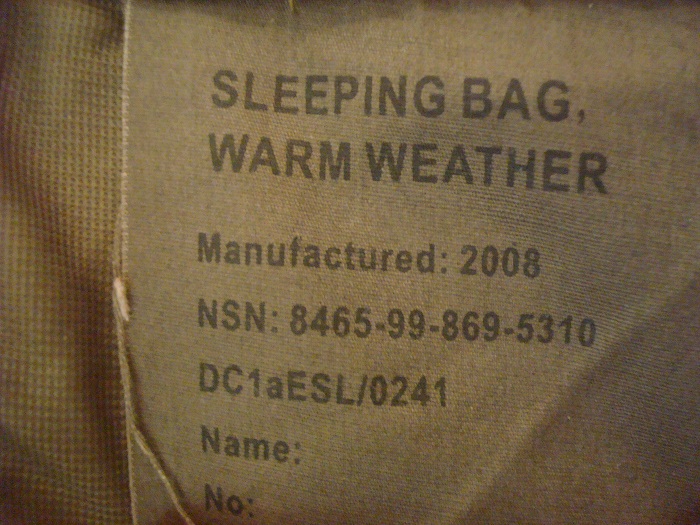 SLEEPING BAG,
WARM WEATHER
Manufactured: 2008
NSN: 8465-99-869-5310
DC1aESL/0241
Name:
No: